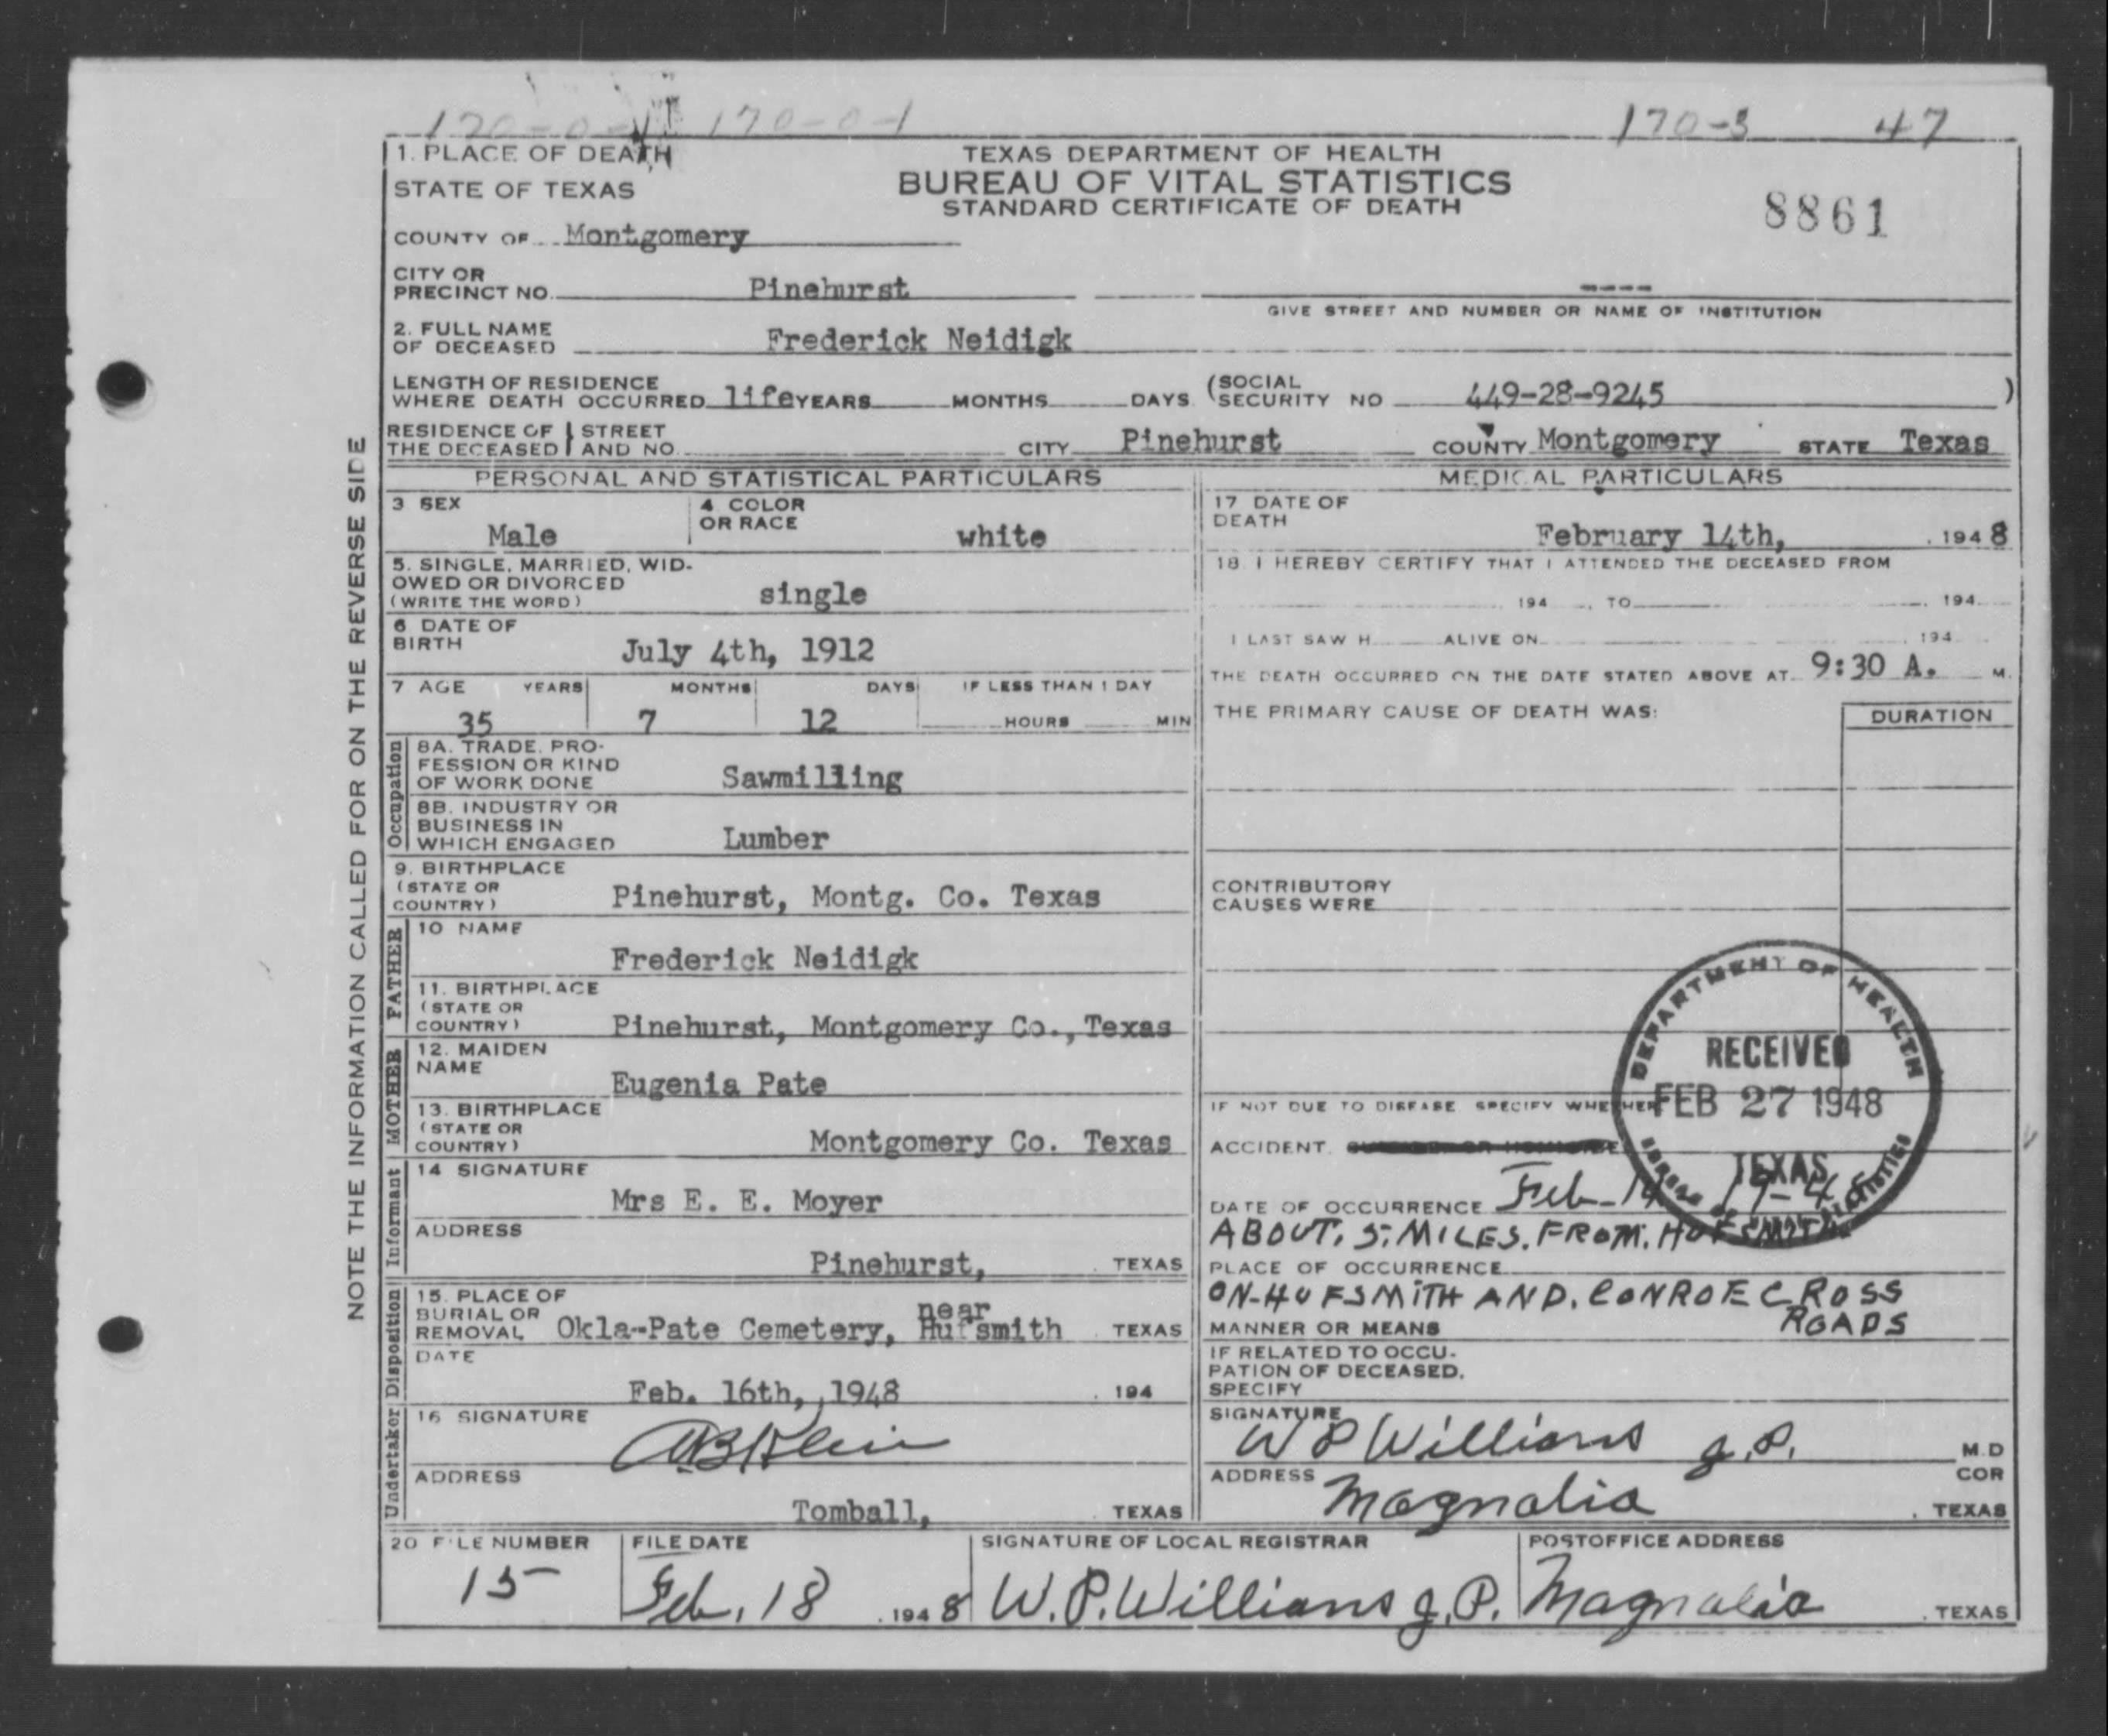 170-0-1 170-0-1 170-3 47
1. PLACE OF DEATH
STATE OF TEXAS
TEXAS DEPARTMENT OF HEALTH
BUREAU OF VITAL STATISTICS
STANDARD CERTIFICATE OF DEATH
8861
COUNTY OF Montgomery
CITY OR PRECINCT NO. Pinehurst ----
GIVE STREET AND NUMBER OR NAME OF INSTITUTION
2. FULL NAME OF DECEASED Frederick Neidigk
LENGTH OF RESIDENCE WHERE DEATH OCCURRED life YEARS MONTHS DAYS (SOCIAL SECURITY NO 449-28-9245 )
RESIDENCE OF THE DECEASED STREET AND NO. CITY Pinehurst COUNTY Montgomery STATE Texas
NOTE THE INFORMATION CALLED FOR ON THE REVERSE SIDE
PERSONAL AND STATISTICAL PARTICULARS
3 SEX Male
4 COLOR OR RACE white
5. SINGLE, MARRIED, WIDOWED OR DIVORCED (WRITE THE WORD) single
6 DATE OF BIRTH July 4th, 1912
7 AGE YEARS MONTHS DAYS IF LESS THAN 1 DAY
35 7 12 HOURS MIN
Occupation
8A. TRADE, PROFESSION OR KIND OF WORK DONE Sawmilling
8B. INDUSTRY OR BUSINESS IN WHICH ENGAGED Lumber
9. BIRTHPLACE (STATE OR COUNTRY) Pinehurst, Montg. Co. Texas
FATHER
10 NAME Frederick Neidigk
11. BIRTHPLACE (STATE OR COUNTRY) Pinehurst, Montgomery Co., Texas
MOTHER
12. MAIDEN NAME Eugenia Pate
13. BIRTHPLACE (STATE OR COUNTRY) Montgomery Co. Texas
Informant
14 SIGNATURE Mrs E. E. Moyer
ADDRESS Pinehurst, TEXAS
Disposition
15. PLACE OF BURIAL OR REMOVAL Okla-Pate Cemetery, near Hufsmith TEXAS
DATE Feb. 16th, 1948 , 194
Undertaker
16 SIGNATURE AB Klein
ADDRESS Tomball, TEXAS
MEDICAL PARTICULARS
17 DATE OF DEATH February 14th, , 1948
18. I HEREBY CERTIFY THAT I ATTENDED THE DECEASED FROM
, 194 , TO , 194
I LAST SAW H ALIVE ON 194
THE DEATH OCCURRED ON THE DATE STATED ABOVE AT 9:30 A. M.
THE PRIMARY CAUSE OF DEATH WAS: DURATION
CONTRIBUTORY CAUSES WERE
IF NOT DUE TO DISEASE SPECIFY WHETHER
ACCIDENT,
DATE OF OCCURRENCE Feb-14
ABOUT, 5; MILES, FROM, HUFSMITH
PLACE OF OCCURRENCE
ON-HUFSMITH AND, CONROE CROSS ROADS
MANNER OR MEANS
IF RELATED TO OCCUPATION OF DECEASED, SPECIFY
SIGNATURE W P Williams J.P. M.D
COR
ADDRESS Magnolia , TEXAS
DEPARTMENT OF HEALTH
RECEIVED
FEB 27 1948
TEXAS
BUREAU OF VITAL STATISTICS
20 FILE NUMBER 15
FILE DATE Feb. 18 , 1948
SIGNATURE OF LOCAL REGISTRAR W. P. Williams J. P.
POSTOFFICE ADDRESS Magnolia , TEXAS